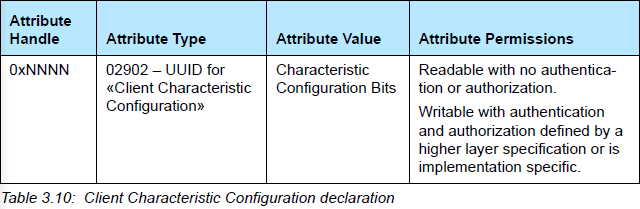 Attribute
Handle
Attribute Type
Attribute Value
Attribute Permissions
0xNNNN
02902 – UUID for
«Client Characteristic
Configuration»
Characteristic
Configuration Bits
Readable with no authentica-
tion or authorization.
Writable with authentication
and authorization defined by a
higher layer specification or is
implementation specific.
Table 3.10:  Client Characteristic Configuration declaration